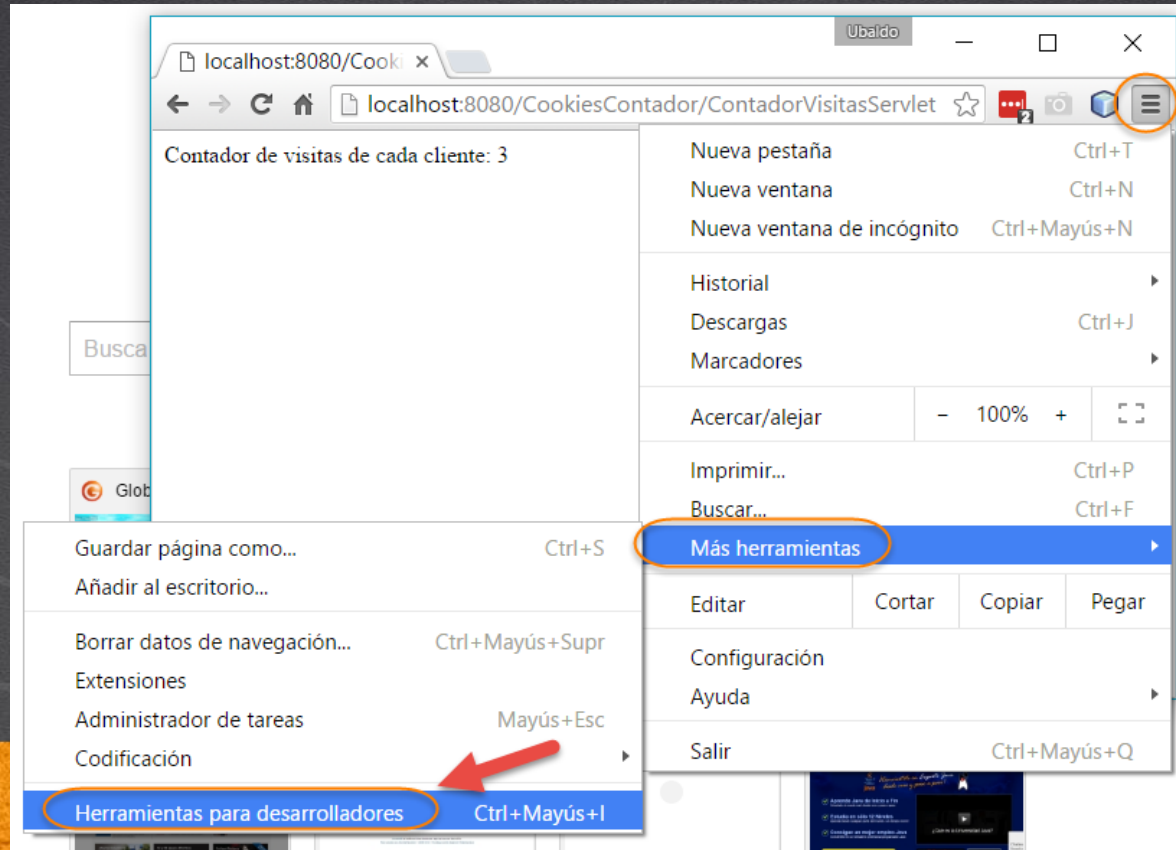 Ubaldo
localhost:8080/Cooki
localhost:8080/CookiesContador/ContadorVisitasServlet
2
Contador de visitas de cada cliente: 3
Nueva pestaña Ctrl+T
Nueva ventana Ctrl+N
Nueva ventana de incógnito Ctrl+Mayús+N
Historial
Descargas Ctrl+J
Marcadores
Acercar/alejar - 100% +
Imprimir... Ctrl+P
Buscar... Ctrl+F
Más herramientas
Editar Cortar Copiar Pegar
Configuración
Ayuda
Salir Ctrl+Mayús+Q
Busca
Glob
Guardar página como... Ctrl+S
Añadir al escritorio...
Borrar datos de navegación... Ctrl+Mayús+Supr
Extensiones
Administrador de tareas Mayús+Esc
Codificación
Herramientas para desarrolladores Ctrl+Mayús+I